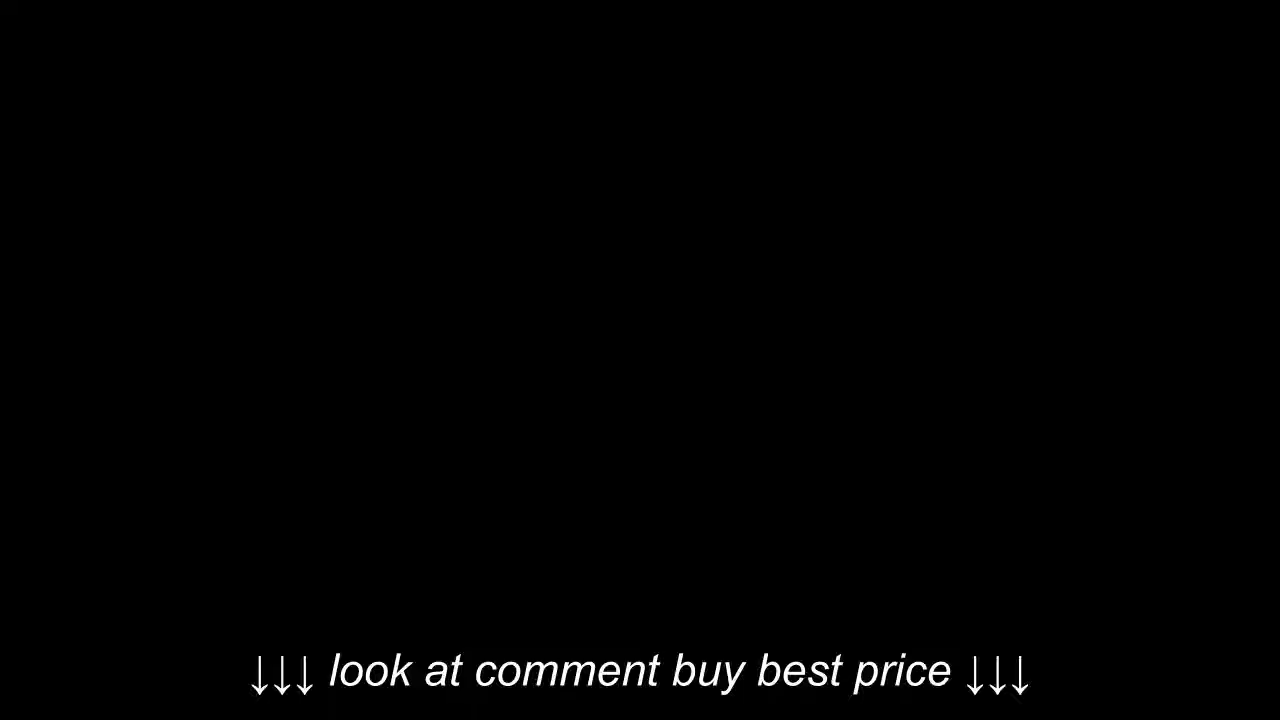 ↓↓↓ look at comment buy best price ↓↓↓